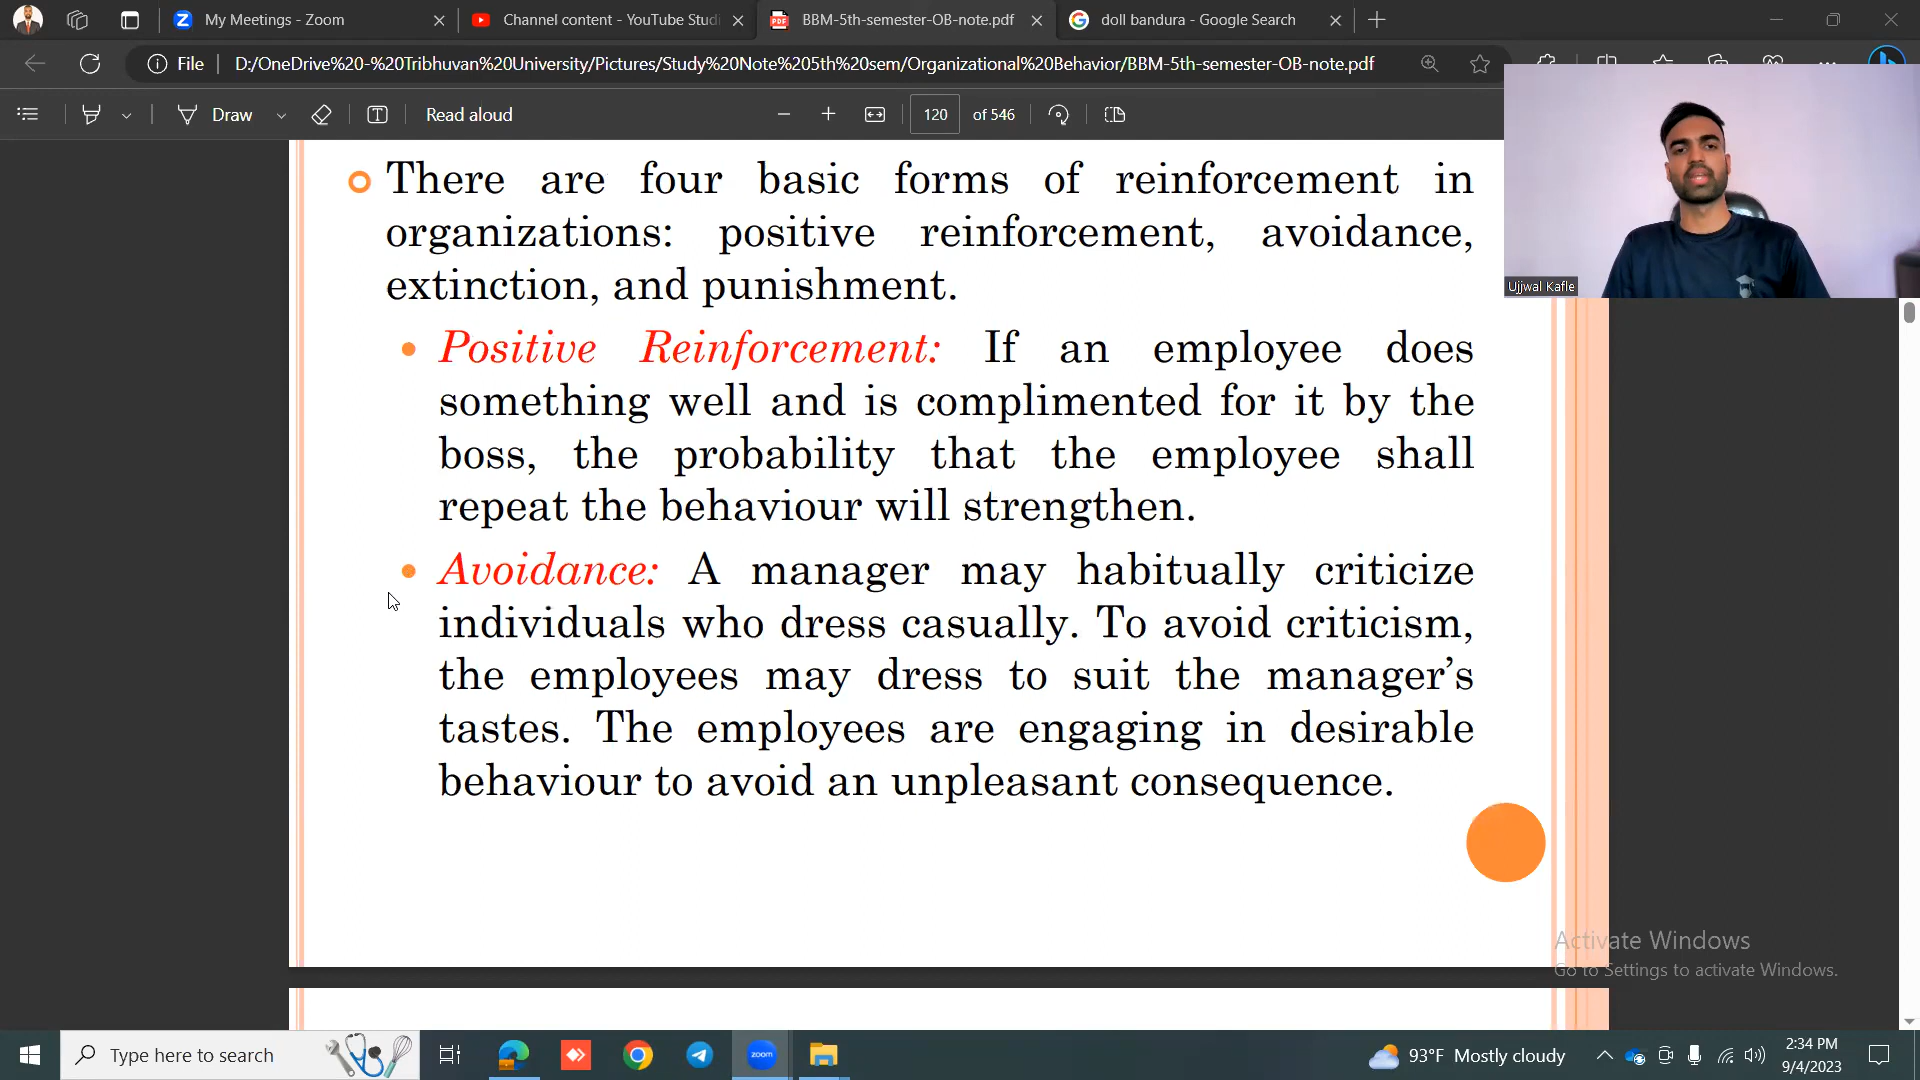 My Meetings - Zoom
Channel content - YouTube Studi
BBM-5th-semester-OB-note.pdf
doll bandura - Google Search
File
D:/OneDrive%20-%20Tribhuvan%20University/Pictures/Study%20Note%205th%20sem/Organizational%20Behavior/BBM-5th-semester-OB-note.pdf
Draw
Read aloud
120 of 546
There are four basic forms of reinforcement in
organizations: positive reinforcement, avoidance,
extinction, and punishment.
Positive Reinforcement: If an employee does
something well and is complimented for it by the
boss, the probability that the employee shall
repeat the behaviour will strengthen.
Avoidance: A manager may habitually criticize
individuals who dress casually. To avoid criticism,
the employees may dress to suit the manager’s
tastes. The employees are engaging in desirable
behaviour to avoid an unpleasant consequence.
Ujjwal Kafle
Activate Windows
Go to Settings to activate Windows.
Type here to search
zoom
93°F Mostly cloudy
2:34 PM
9/4/2023